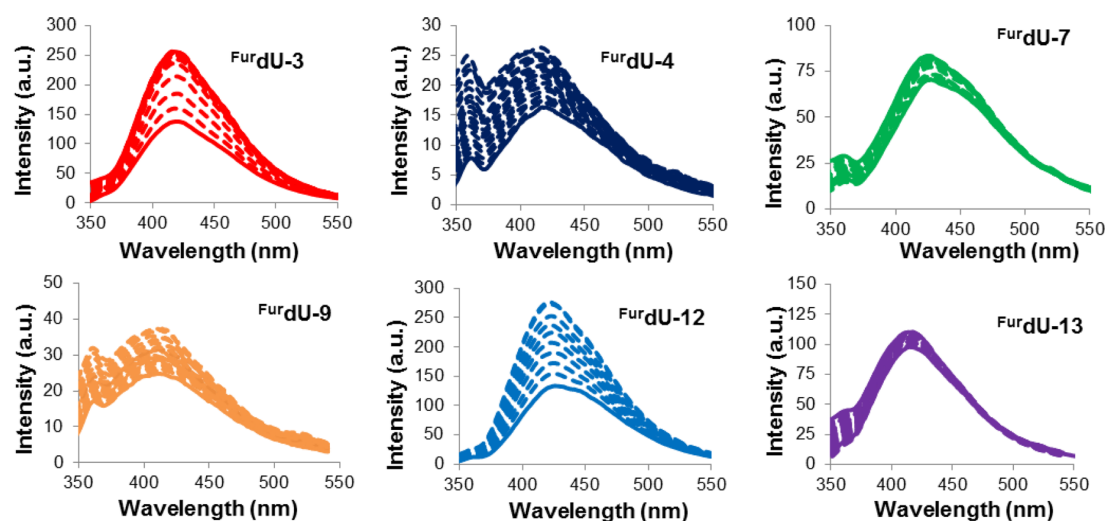 FurdU-3
Intensity (a.u.)
300
250
200
150
100
50
0
350 400 450 500 550
Wavelength (nm)
FurdU-4
Intensity (a.u.)
30
25
20
15
10
5
0
350 400 450 500 550
Wavelength (nm)
FurdU-7
Intensity (a.u.)
100
75
50
25
0
350 400 450 500 550
Wavelength (nm)
FurdU-9
Intensity (a.u.)
50
40
30
20
10
0
350 400 450 500 550
Wavelength (nm)
FurdU-12
Intensity (a.u.)
300
250
200
150
100
50
0
350 400 450 500 550
Wavelength (nm)
FurdU-13
Intensity (a.u.)
150
125
100
75
50
25
0
350 400 450 500 550
Wavelength (nm)